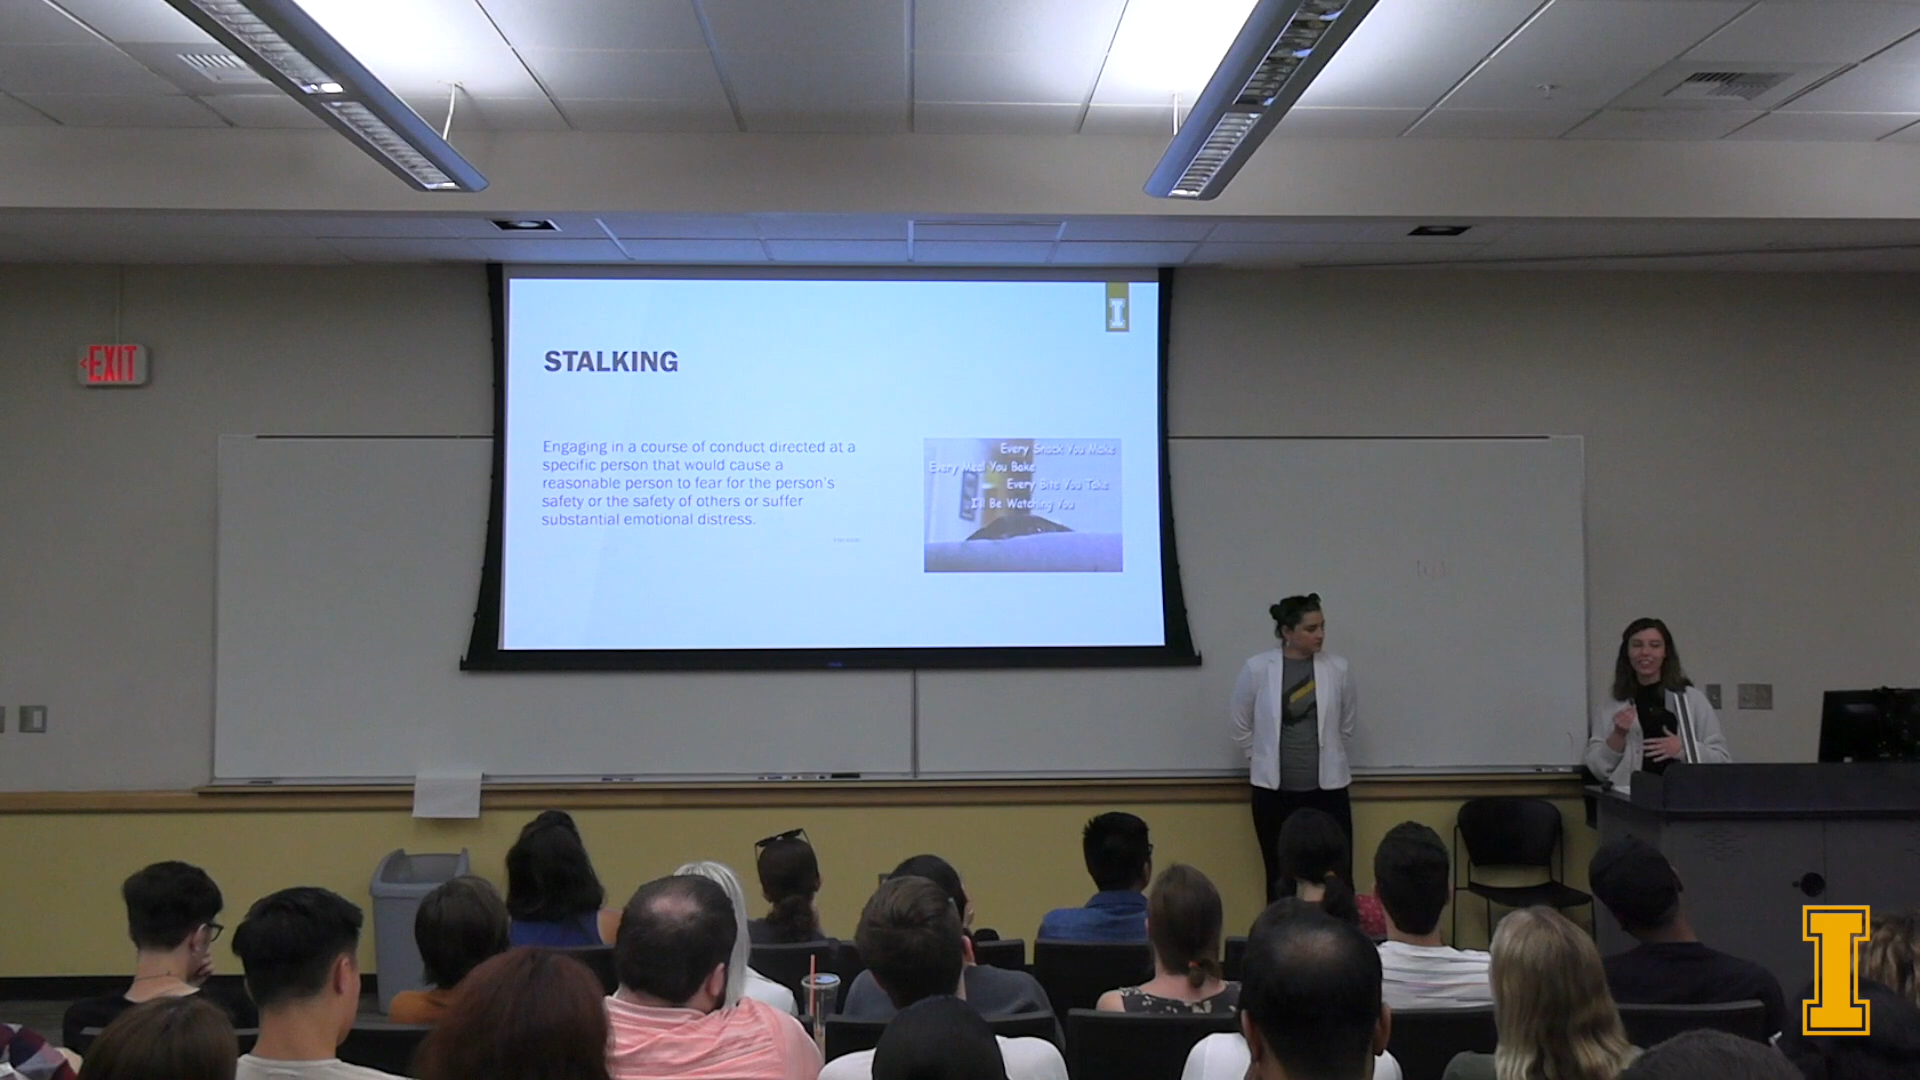 I
STALKING
Engaging in a course of conduct directed at a
specific person that would cause a
reasonable person to fear for the person's
safety or the safety of others or suffer
substantial emotional distress.
Every Snack You Make
Every Meal You Bake
Every Bite You Take
I'll Be Watching You
EXIT
I